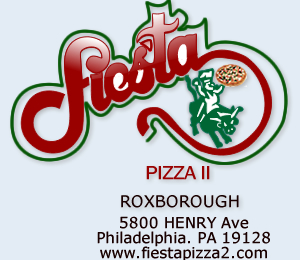 Fiesta
PIZZA II
ROXBOROUGH
5800 HENRY Ave
Philadelphia. PA 19128
www.fiestapizza2.com